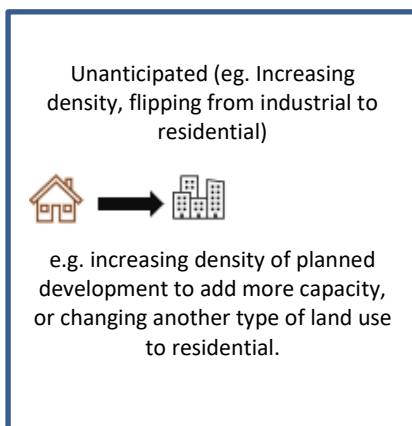 Unanticipated (eg. Increasing
density, flipping from industrial to
residential)
e.g. increasing density of planned
development to add more capacity,
or changing another type of land use
to residential.